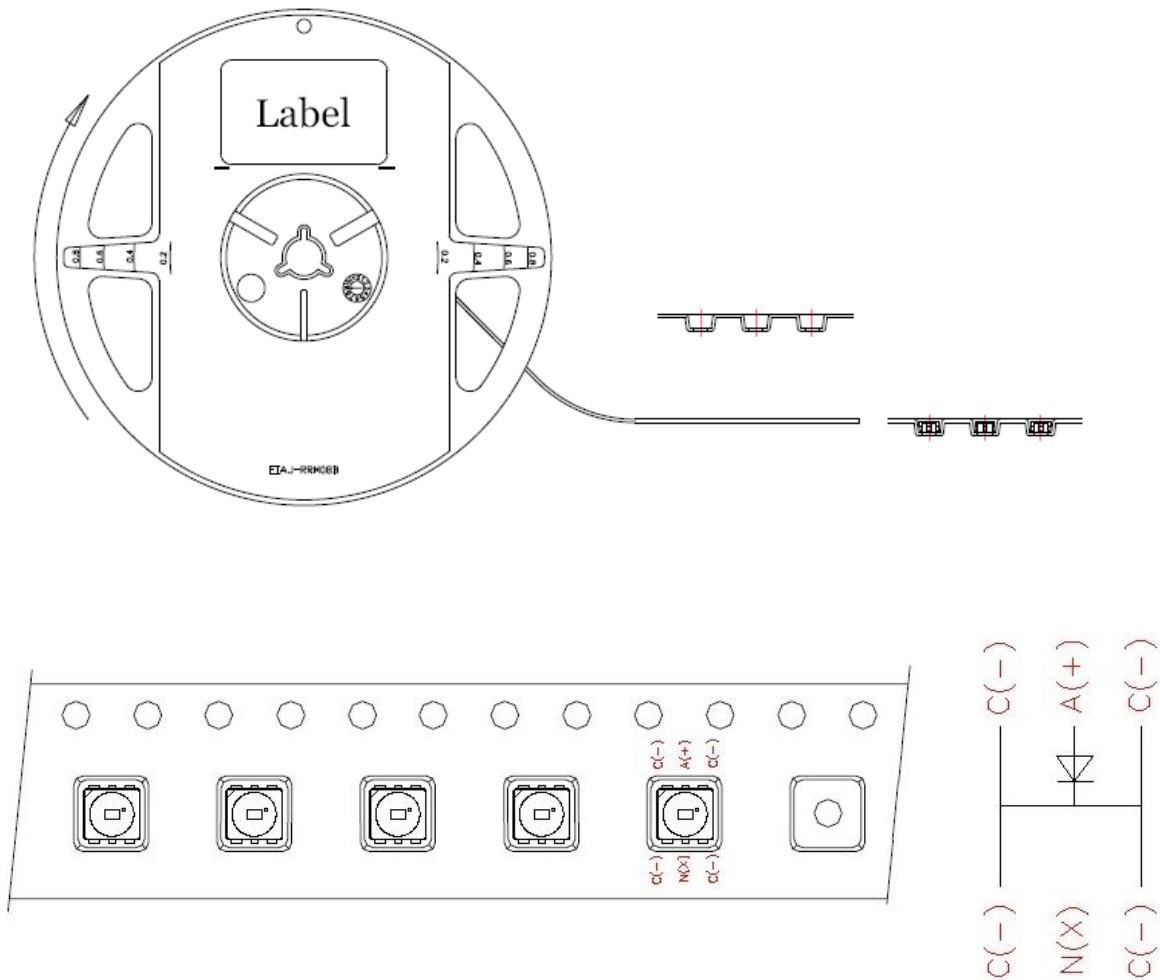 Label
0.8 0.6 0.4 0.2 0.2 0.4 0.6 0.8
EIAJ-RRM08B
C(-) A(+) C(-)
C(-) N(X) C(-)
C(-) A(+) C(-)
C(-) N(X) C(-)